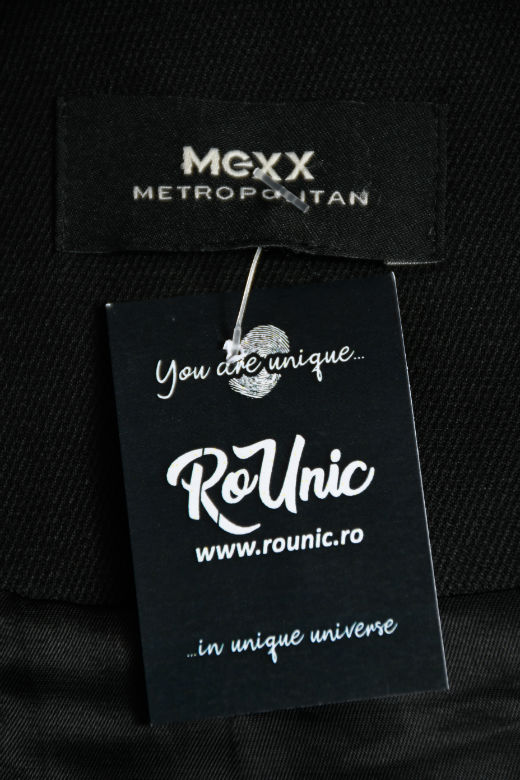 MEXX
METROPOLITAN
You are unique...
RoUnic
www.rounic.ro
...in unique universe